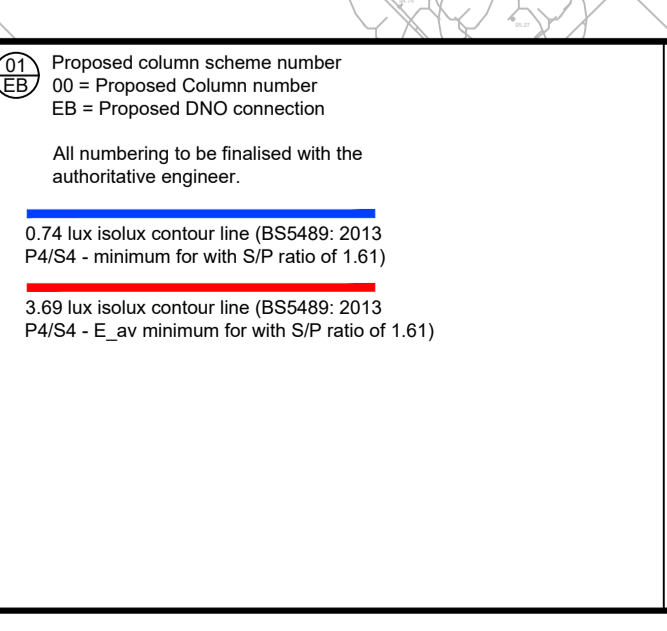 01
EB
Proposed column scheme number
00 = Proposed Column number
EB = Proposed DNO connection
All numbering to be finalised with the
authoritative engineer.
0.74 lux isolux contour line (BS5489: 2013
P4/S4 - minimum for with S/P ratio of 1.61)
3.69 lux isolux contour line (BS5489: 2013
P4/S4 - E_av minimum for with S/P ratio of 1.61)